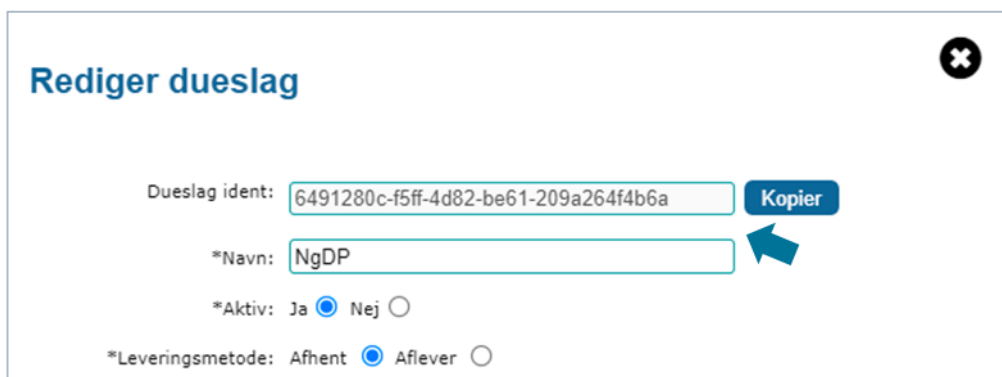 Rediger dueslag
Dueslag ident: 6491280c-f5ff-4d82-be61-209a264f4b6a Kopier
*Navn: NgDP
*Aktiv: Ja Nej
*Leveringsmetode: Afhent Aflever